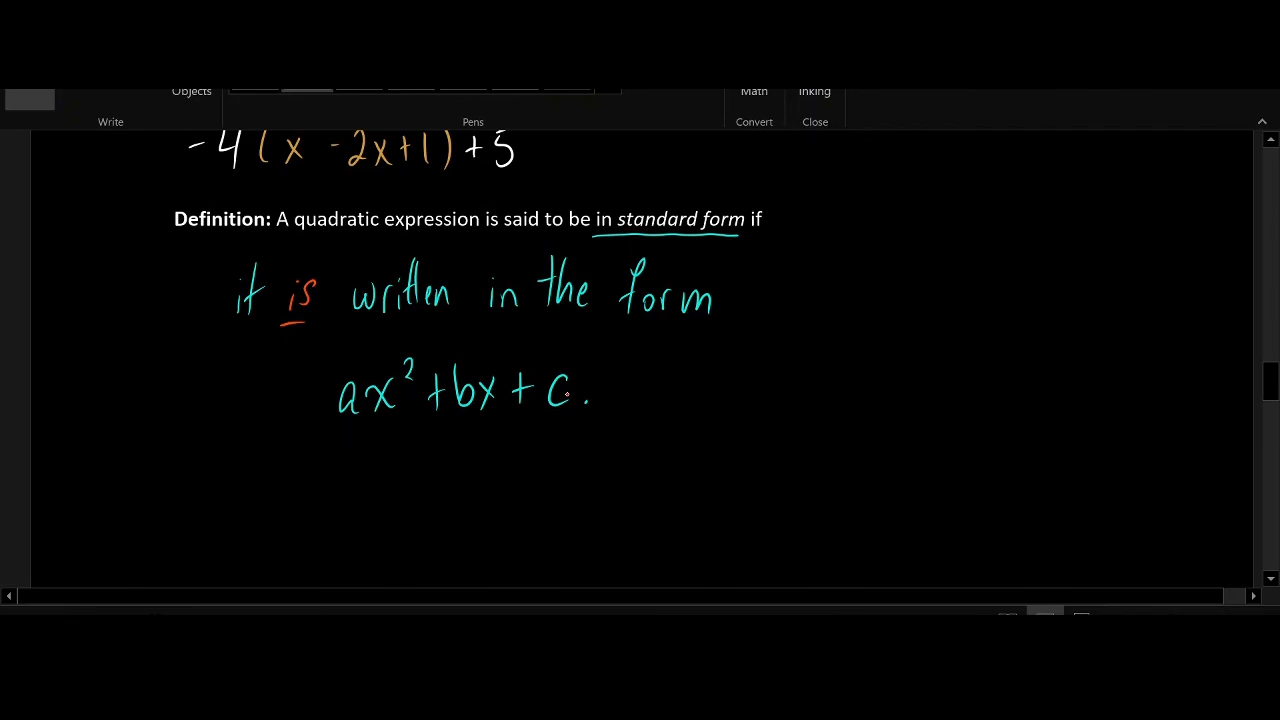 Objects
Math
Inking
Write
Pens
Convert
Close
-4(x -2x+1)+5
Definition: A quadratic expression is said to be in standard form if
it is written in the form
ax²+bx+c.